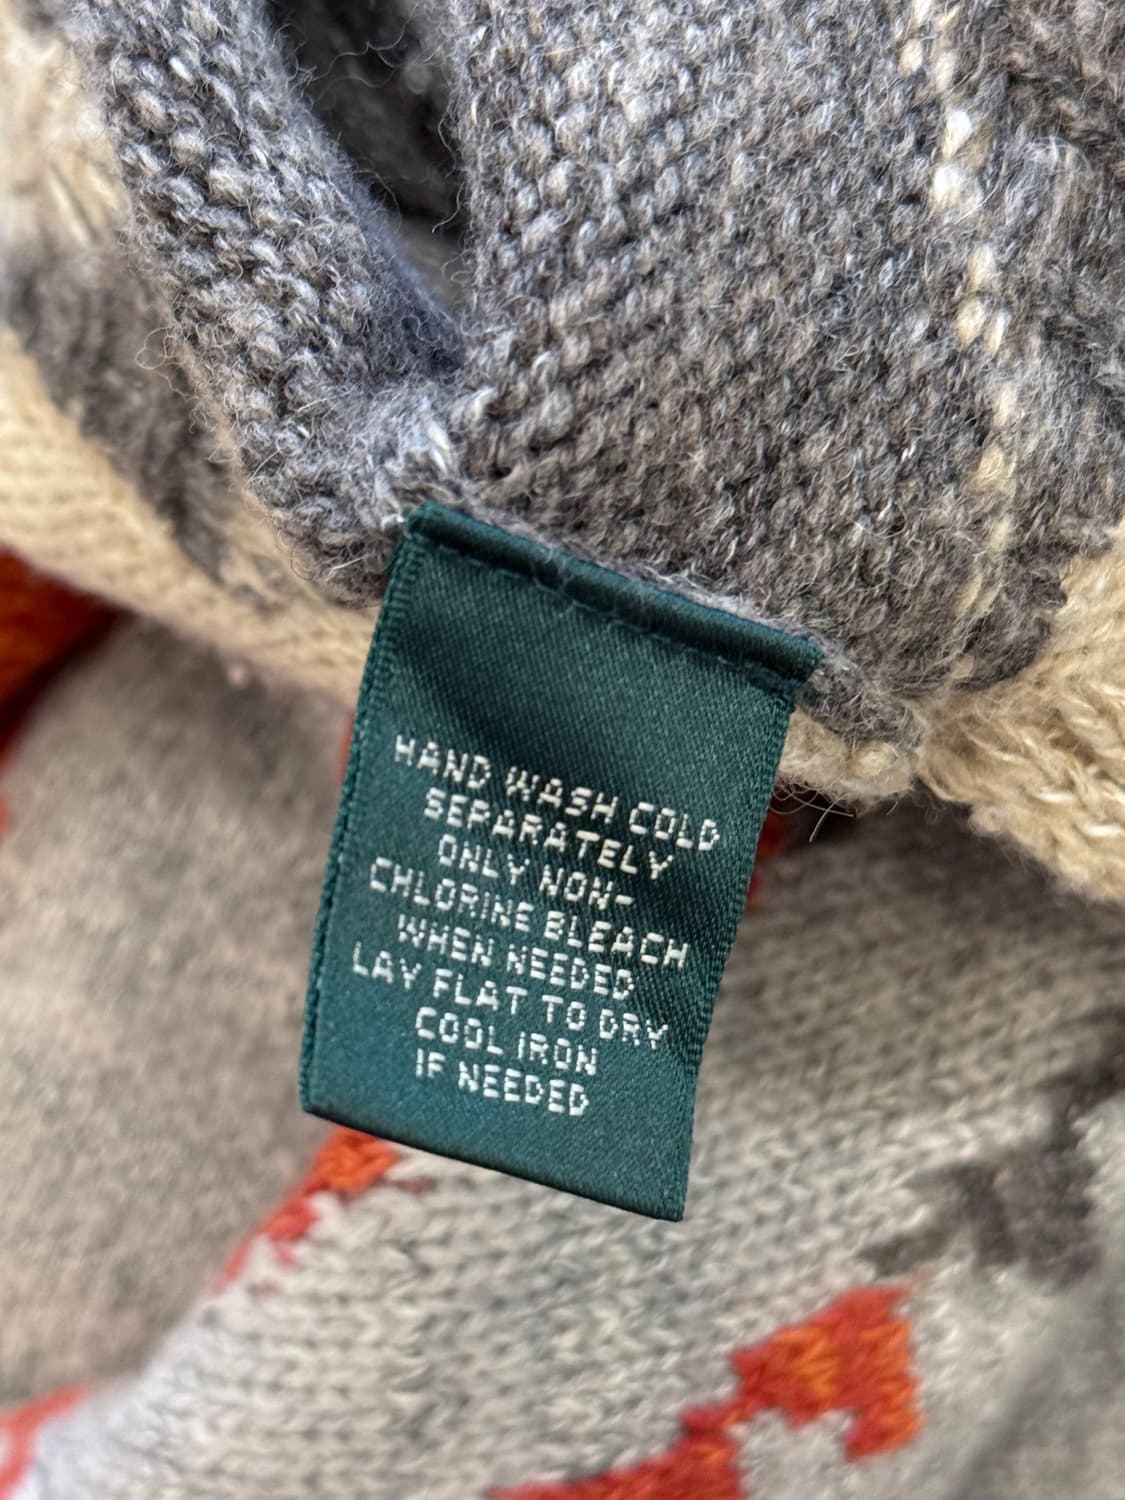 HAND WASH COLD
SEPARATELY
ONLY NON-
CHLORINE BLEACH
WHEN NEEDED
LAY FLAT TO DRY
COOL IRON
IF NEEDED